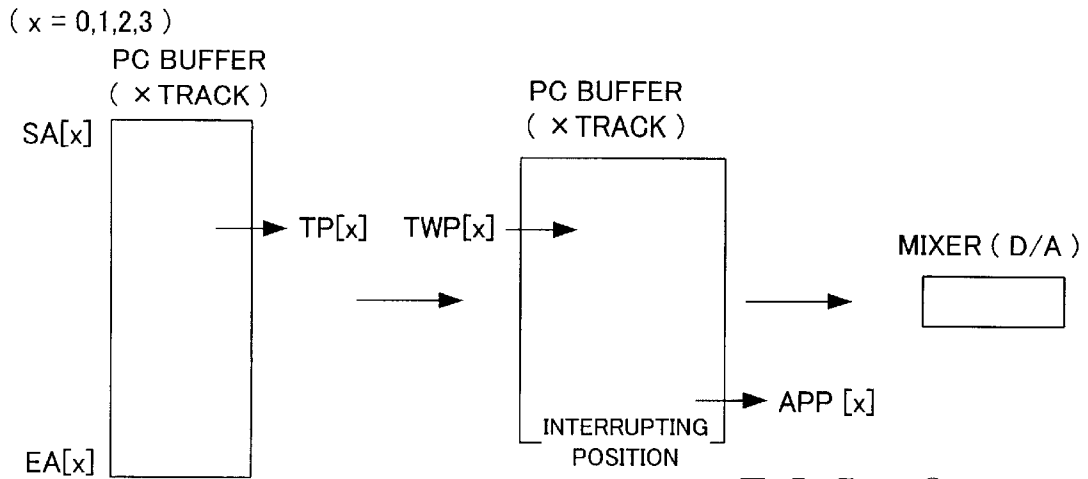 ( x = 0,1,2,3 )
PC BUFFER
( × TRACK )
SA[x]
EA[x]
TP[x]
PC BUFFER
( × TRACK )
TWP[x]
INTERRUPTING
POSITION
APP [x]
MIXER ( D/A )